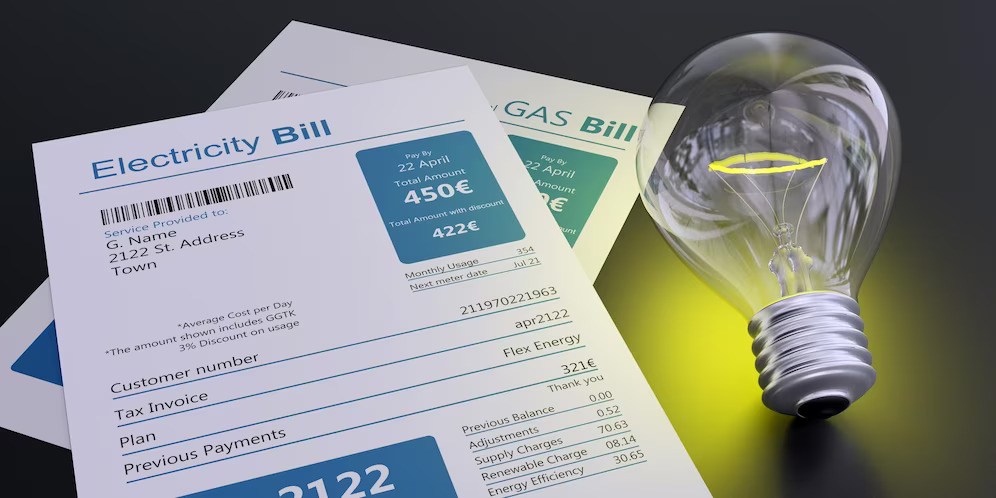 Electricity Bill
Service Provided to:
G. Name
2122 St. Address
Town
Pay By
22 April
Total Amount
450€
Total Amount with discount
422€
Monthly Usage 354
Next meter date Jul 21
*Average Cost per Day
*The amount shown includes GGTK
3% Discount on usage
Customer number 211970221963
Tax Invoice apr2122
Plan Flex Energy
Previous Payments 321€
Thank you
Previous Balance 0.00
Adjustments 0.52
Supply Charges 70.63
Renewable Charge 08.14
Energy Efficiency 30.65
2122
GAS Bill
Pay By
22 April
Amount
€
unt